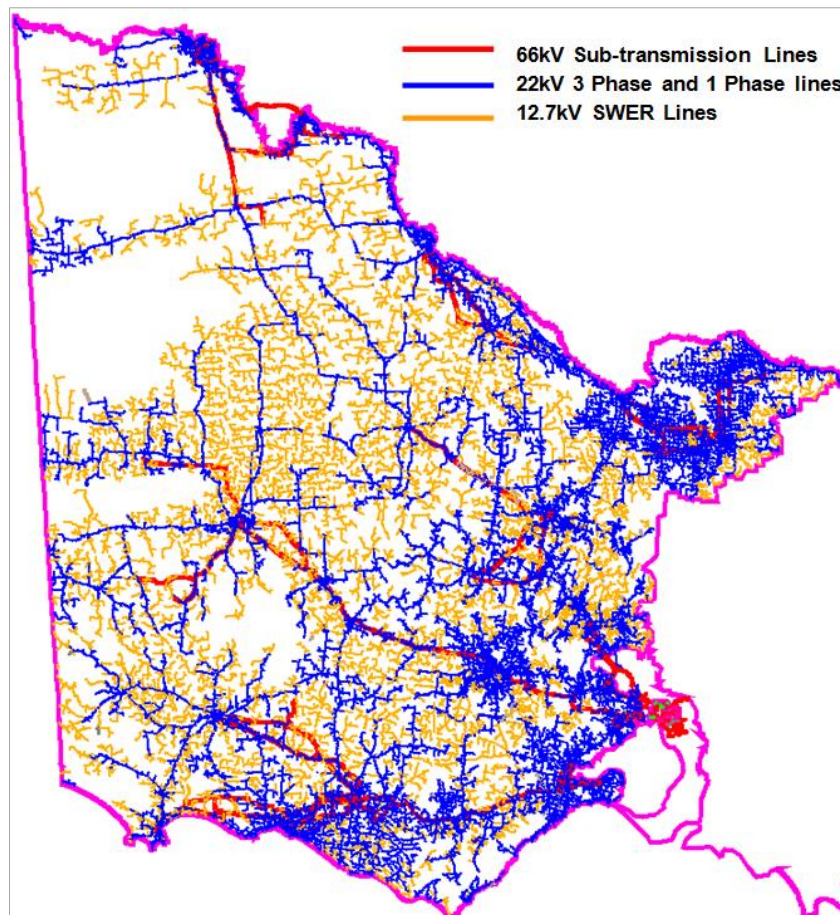 66kV Sub-transmission Lines
22kV 3 Phase and 1 Phase lines
12.7kV SWER Lines